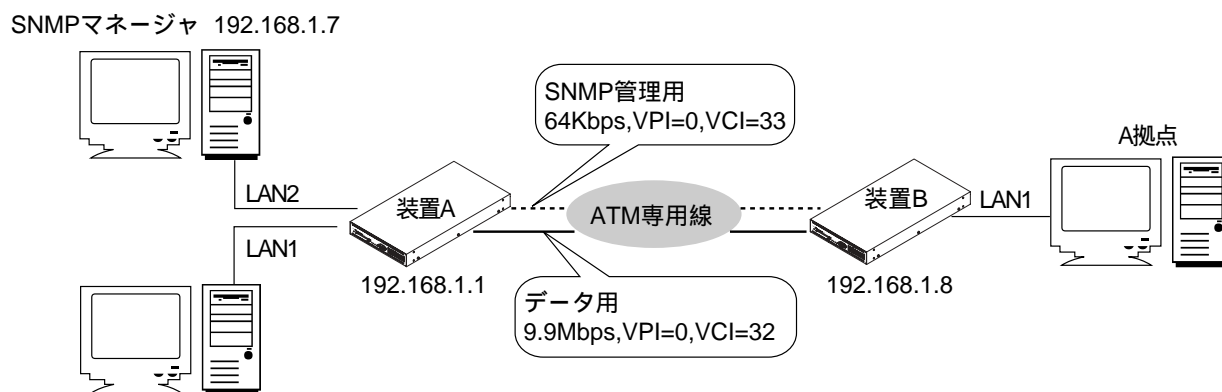 SNMPマネージャ 192.168.1.7
SNMP管理用
64Kbps,VPI=0,VCI=33
A拠点
LAN2
装置A
ATM専用線
装置B
LAN1
LAN1
192.168.1.1
192.168.1.8
データ用
9.9Mbps,VPI=0,VCI=32